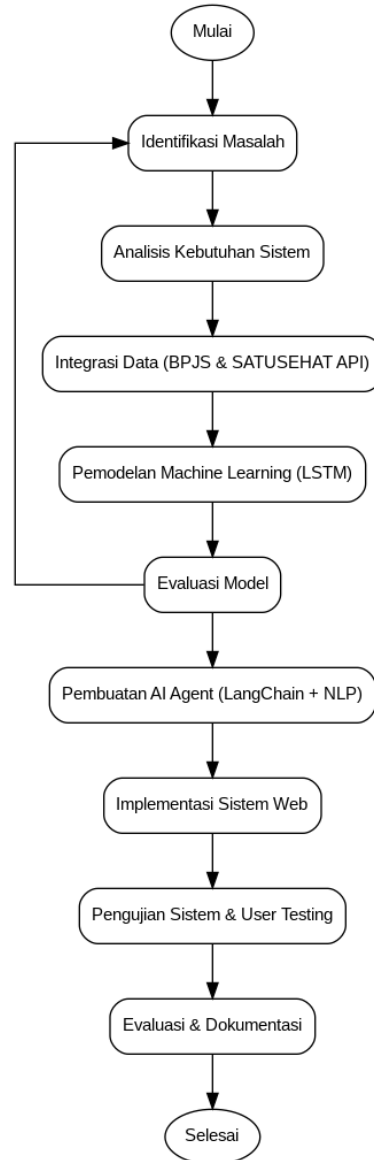 Mulai
Identifikasi Masalah
Analisis Kebutuhan Sistem
Integrasi Data (BPJS & SATUSEHAT API)
Pemodelan Machine Learning (LSTM)
Evaluasi Model
Pembuatan AI Agent (LangChain + NLP)
Implementasi Sistem Web
Pengujian Sistem & User Testing
Evaluasi & Dokumentasi
Selesai